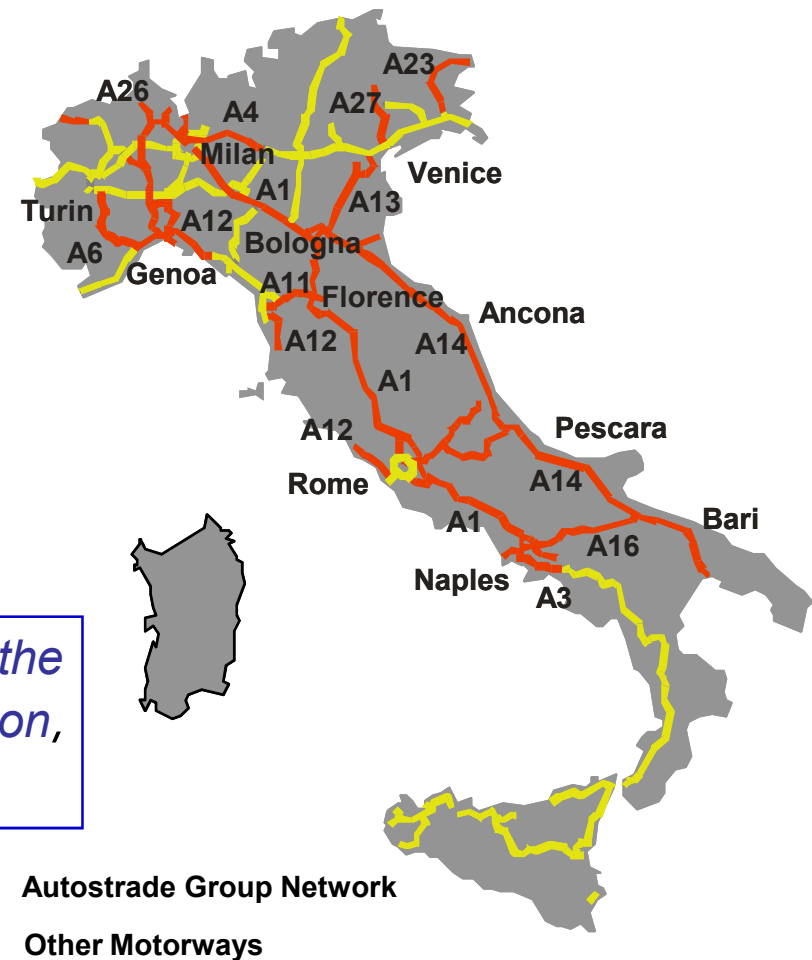 A23
A26
A27
A4
Milan
Venice
A1
A13
Turin
A12
Bologna
A6
Genoa
A11
Florence
Ancona
A12
A14
A1
A12
Pescara
Rome
A14
A1
Bari
A16
Naples
A3
the
on,
Autostrade Group Network
Other Motorways